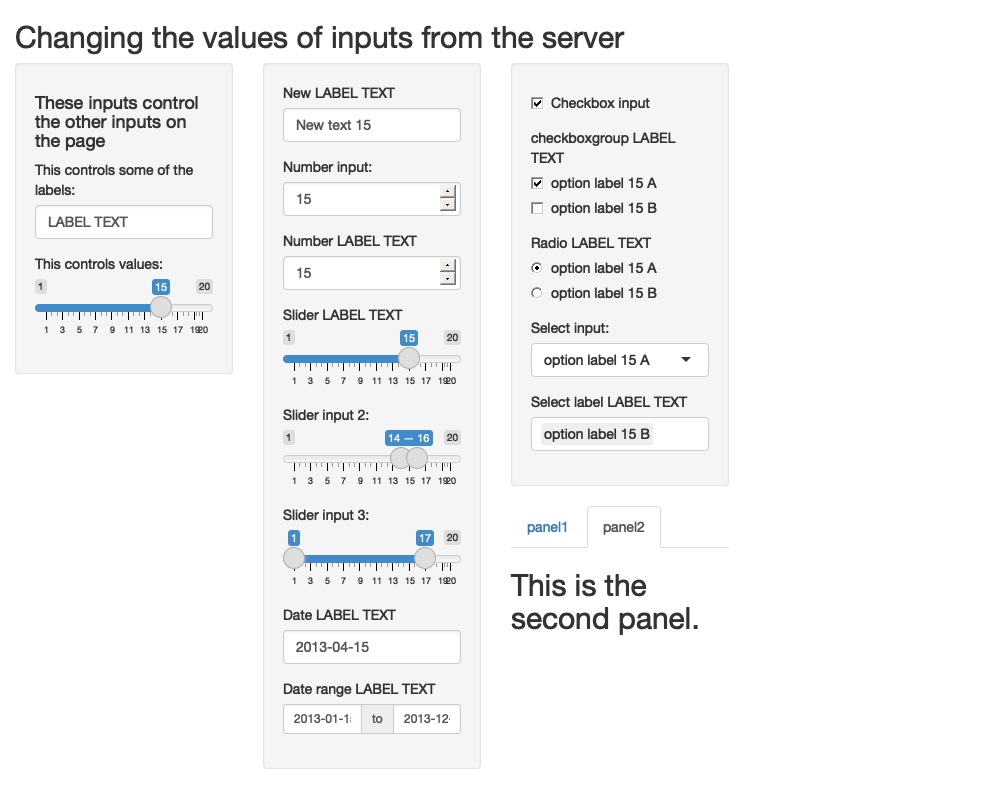 Changing the values of inputs from the server
These inputs control
the other inputs on
the page
This controls some of the
labels:
LABEL TEXT
This controls values:
1 15 20
1 3 5 7 9 11 13 15 17 19 20
New LABEL TEXT
New text 15
Number input:
15
Number LABEL TEXT
15
Slider LABEL TEXT
1 15 20
1 3 5 7 9 11 13 15 17 19 20
Slider input 2:
1 14 — 16 20
1 3 5 7 9 11 13 15 17 19 20
Slider input 3:
1 17 20
1 3 5 7 9 11 13 15 17 19 20
Date LABEL TEXT
2013-04-15
Date range LABEL TEXT
2013-01-1 to 2013-12-
Checkbox input
checkboxgroup LABEL
TEXT
option label 15 A
option label 15 B
Radio LABEL TEXT
option label 15 A
option label 15 B
Select input:
option label 15 A
Select label LABEL TEXT
option label 15 B
panel1 panel2
This is the
second panel.